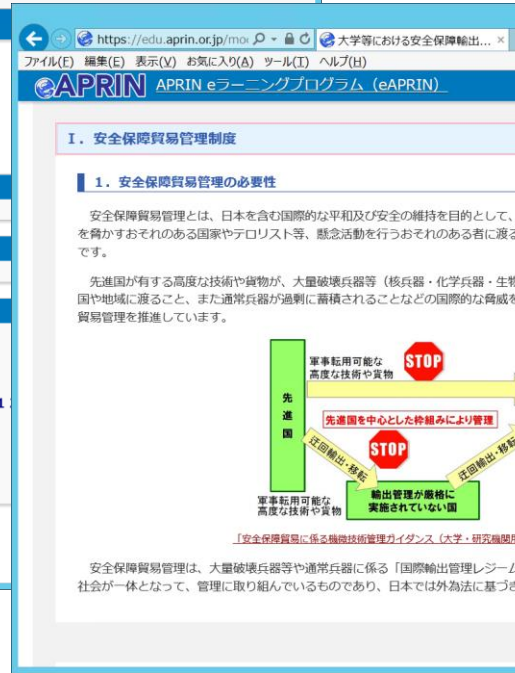 https://edu.aprin.or.jp/mo
大学等における安全保障輸出...
ファイル(F) 編集(E) 表示(V) お気に入り(A) ツール(T) ヘルプ(H)
APRIN APRIN eラーニングプログラム（eAPRIN）
Ⅰ．安全保障貿易管理制度
１．安全保障貿易管理の必要性
安全保障貿易管理とは、日本を含む国際的な平和及び安全の維持を目的として、
を脅かすおそれのある国家やテロリスト等、懸念活動を行うおそれのある者に渡る
です。
先進国が有する高度な技術や貨物が、大量破壊兵器等（核兵器・化学兵器・生物
国や地域に渡ること、また通常兵器が過剰に蓄積されることなどの国際的な脅威を
貿易管理を推進しています。
軍事転用可能な
高度な技術や貨物
STOP
先進国
先進国を中心とした枠組みにより管理
STOP
迂回輸出・移転
迂回輸出・移転
軍事転用可能な
高度な技術や貨物
輸出管理が厳格に
実施されていない国
「安全保障貿易に係る機微技術管理ガイダンス（大学・研究機関用
安全保障貿易管理は、大量破壊兵器等や通常兵器に係る「国際輸出管理レジーム
社会が一体となって、管理に取り組んでいるものであり、日本では外為法に基づき